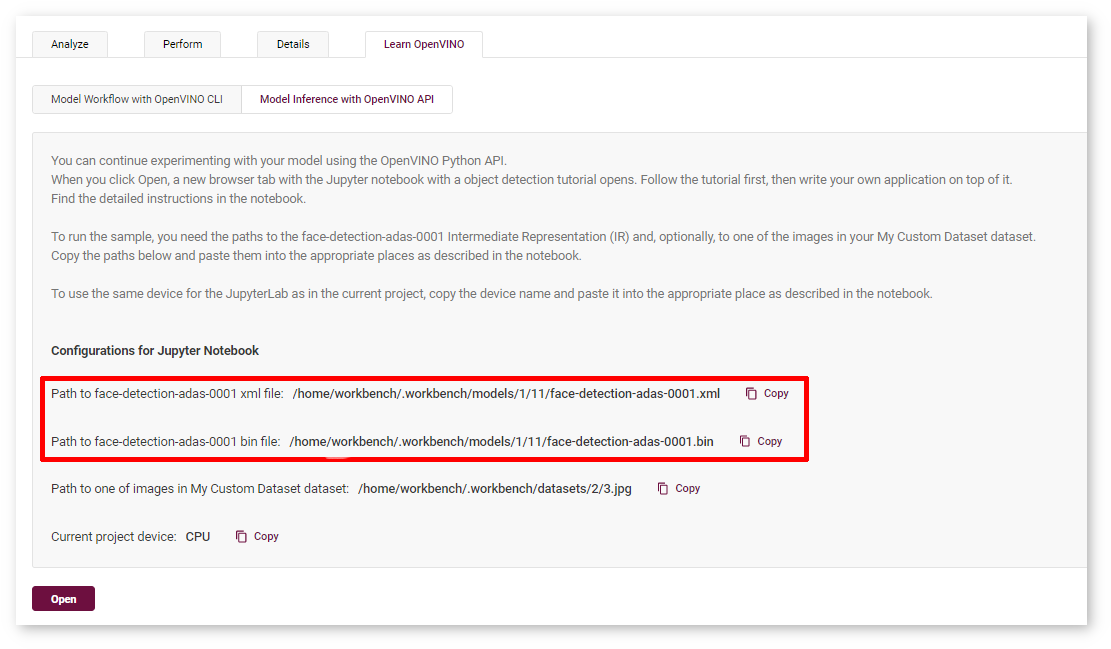 Analyze Perform Details Learn OpenVINO
Model Workflow with OpenVINO CLI Model Inference with OpenVINO API
You can continue experimenting with your model using the OpenVINO Python API.
When you click Open, a new browser tab with the Jupyter notebook with a object detection tutorial opens. Follow the tutorial first, then write your own application on top of it.
Find the detailed instructions in the notebook.
To run the sample, you need the paths to the face-detection-adas-0001 Intermediate Representation (IR) and, optionally, to one of the images in your My Custom Dataset dataset.
Copy the paths below and paste them into the appropriate places as described in the notebook.
To use the same device for the JupyterLab as in the current project, copy the device name and paste it into the appropriate place as described in the notebook.
Configurations for Jupyter Notebook
Path to face-detection-adas-0001 xml file: /home/workbench/.workbench/models/1/11/face-detection-adas-0001.xml Copy
Path to face-detection-adas-0001 bin file: /home/workbench/.workbench/models/1/11/face-detection-adas-0001.bin Copy
Path to one of images in My Custom Dataset dataset: /home/workbench/.workbench/datasets/2/3.jpg Copy
Current project device: CPU Copy
Open